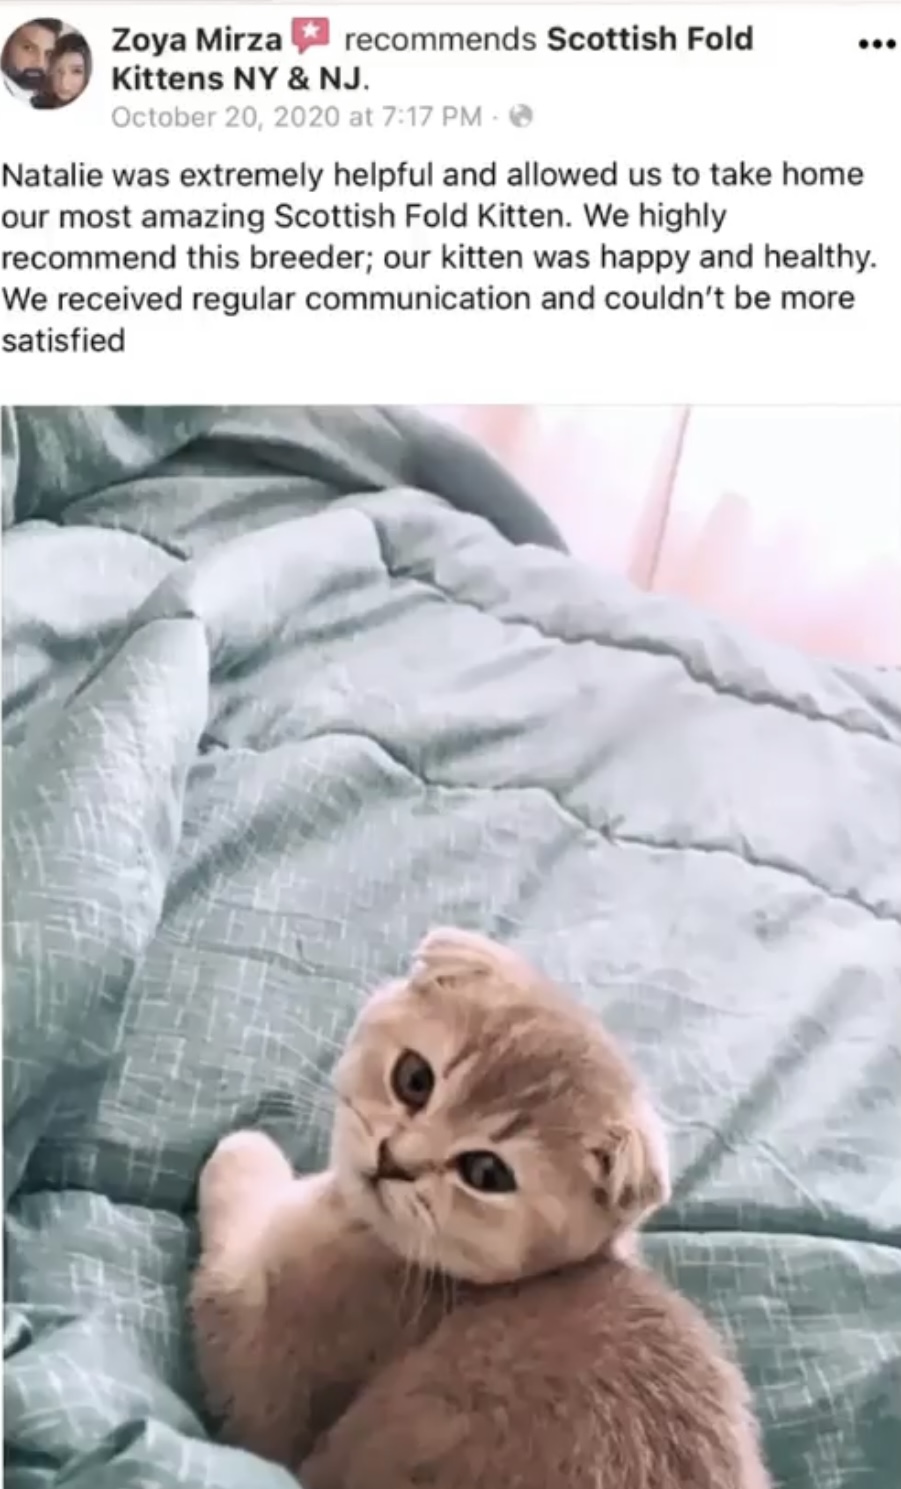 Zoya Mirza recommends Scottish Fold
Kittens NY & NJ.
October 20, 2020 at 7:17 PM ·
Natalie was extremely helpful and allowed us to take home
our most amazing Scottish Fold Kitten. We highly
recommend this breeder; our kitten was happy and healthy.
We received regular communication and couldn't be more
satisfied